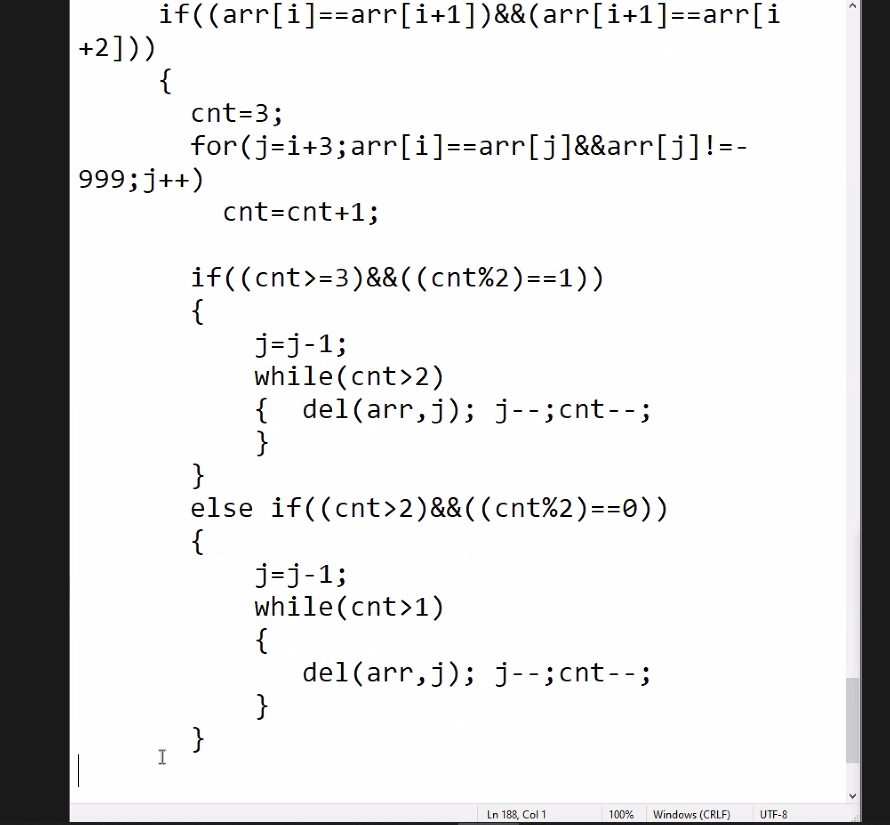 if((arr[i]==arr[i+1])&&(arr[i+1]==arr[i
+2]))
{
cnt=3;
for(j=i+3;arr[i]==arr[j]&&arr[j]!=-
999;j++)
cnt=cnt+1;
if((cnt>=3)&&((cnt%2)==1))
{
j=j-1;
while(cnt>2)
{  del(arr,j); j--;cnt--;
}
}
else if((cnt>2)&&((cnt%2)==0))
{
j=j-1;
while(cnt>1)
{
del(arr,j); j--;cnt--;
}
}
Ln 188, Col 1 100% Windows (CRLF) UTF-8